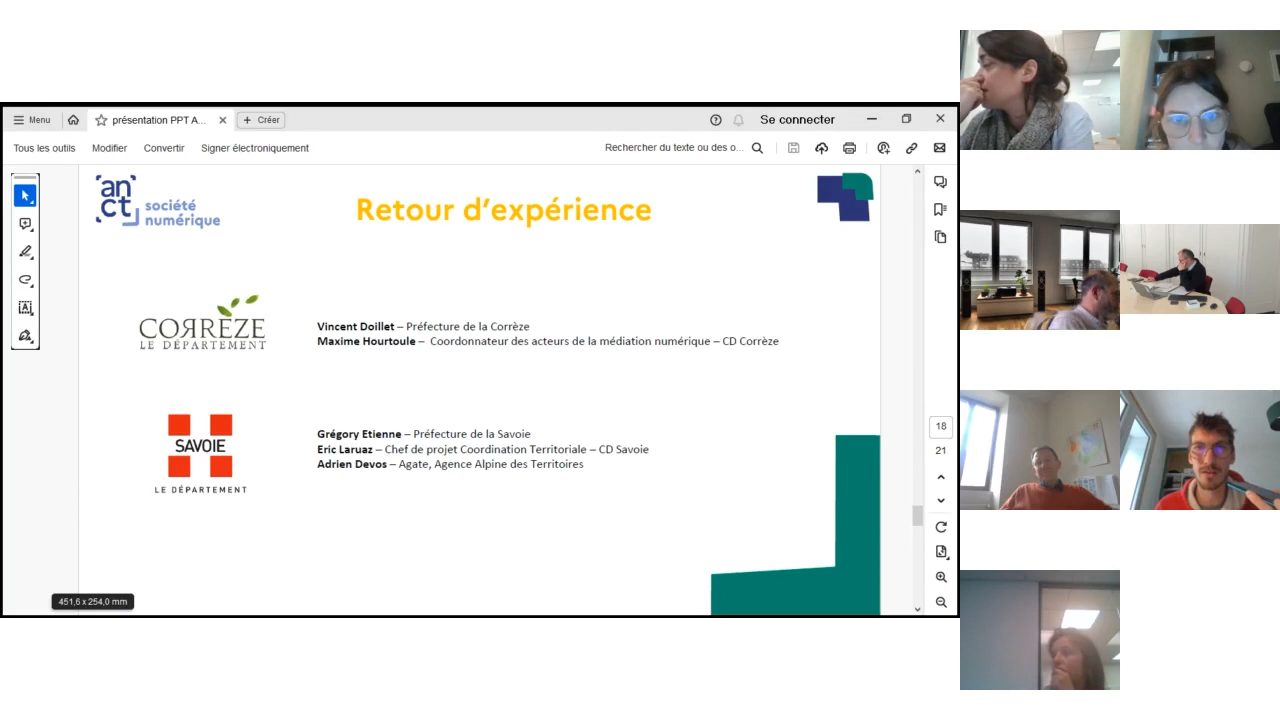 Menu
présentation PPT A...
Créer
Se connecter
Tous les outils
Modifier
Convertir
Signer électroniquement
Rechercher du texte ou des o...
anct
société
numérique
Retour d'expérience
CORRÈZE
LE DÉPARTEMENT
Vincent Doillet – Préfecture de la Corrèze
Maxime Hourtoule – Coordonnateur des acteurs de la médiation numérique – CD Corrèze
SAVOIE
LE DÉPARTEMENT
Grégory Etienne – Préfecture de la Savoie
Eric Laruaz – Chef de projet Coordination Territoriale – CD Savoie
Adrien Devos – Agate, Agence Alpine des Territoires
18
21
451,6 x 254,0 mm